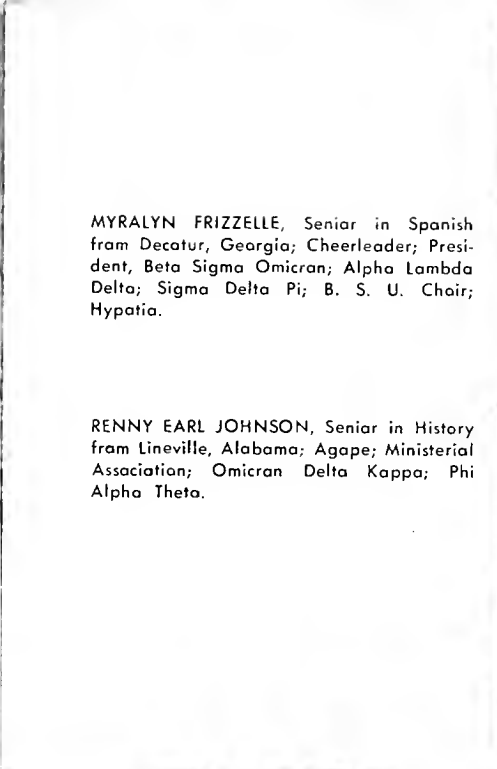 MYRALYN FRIZZELLE, Senior in Spanish
from Decatur, Georgia; Cheerleader; Presi-
dent, Beta Sigma Omicron; Alpha Lambda
Delta; Sigma Delta Pi; B. S. U. Choir;
Hypatia.
RENNY EARL JOHNSON, Senior in History
from Lineville, Alabama; Agape; Ministerial
Association; Omicron Delta Kappa; Phi
Alpha Theta.